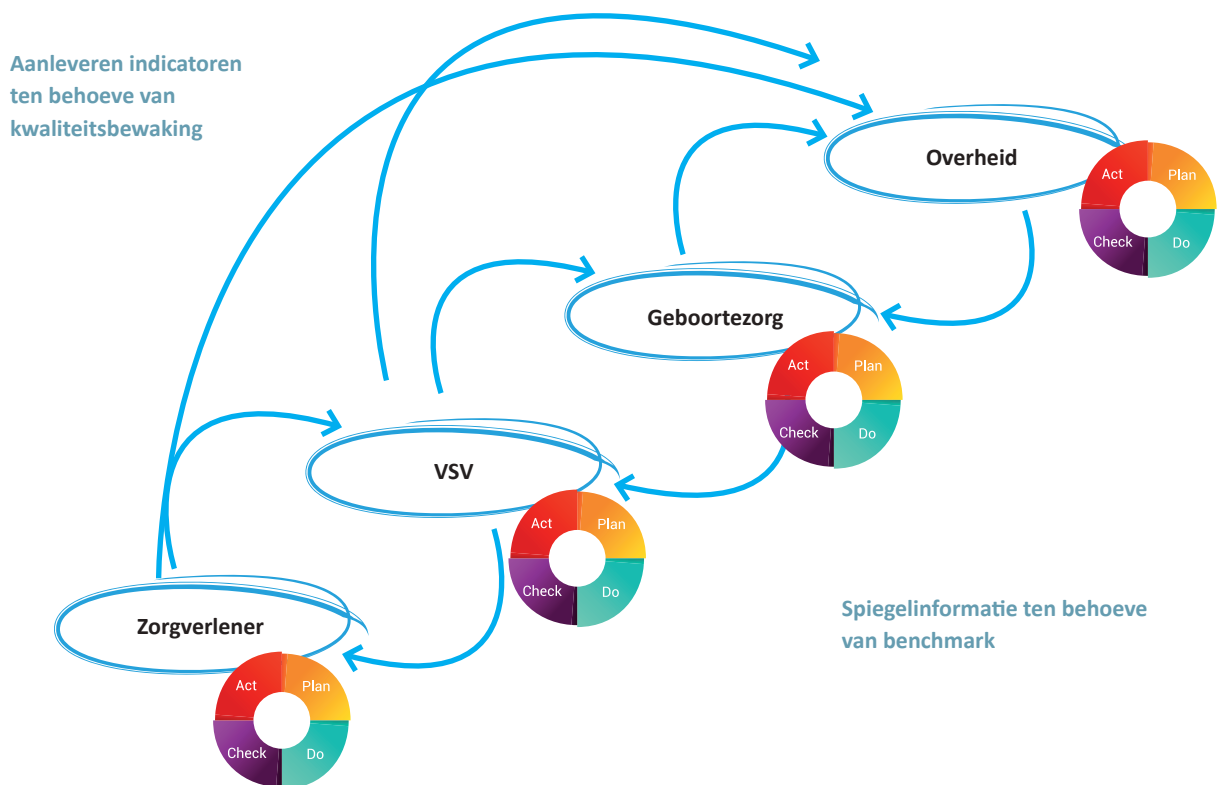 Aanleveren indicatoren
ten behoeve van
kwaliteitsbewaking
Overheid
Act
Plan
Check
Do
Geboortezorg
Act
Plan
Check
Do
VSV
Act
Plan
Check
Do
Spiegelinformatie ten behoeve
van benchmark
Zorgverlener
Act
Plan
Check
Do